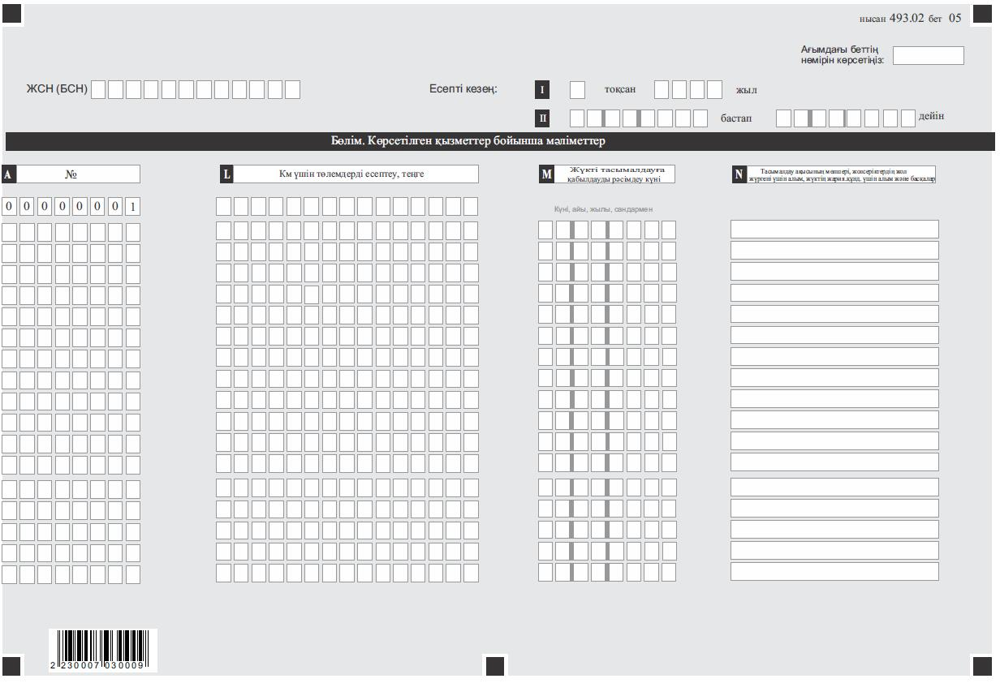 нысан 493.02 бет 05
Ағымдағы беттің
нөмірін көрсетіңіз:
ЖСН (БСН)
Есепті кезең:
I
тоқсан
жыл
II
бастап
дейін
Бөлім. Көрсетілген қызметтер бойынша мәліметтер
A
№
L
Км үшін төлемдерді есептеу, теңге
M
Жүкті тасымалдауға
қабылдауды рәсімдеу күні
N
Тасымалдау ақысының мөлшері, жөнсеріктердің жол
жүргені үшін алым, жүктің жария.құнд. үшін алым және басқалар
0 0 0 0 0 0 0 1
Күні, айы, жылы, сандармен
2 230007 030009